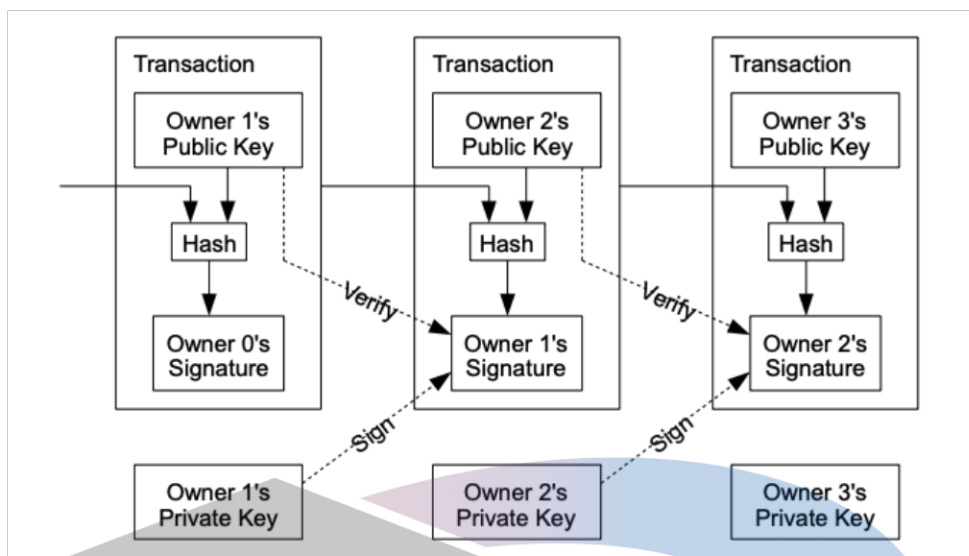 Transaction
Transaction
Transaction
Owner 1's
Public Key
Owner 2's
Public Key
Owner 3's
Public Key
Hash
Hash
Hash
Verify
Verify
Owner 0's
Signature
Owner 1's
Signature
Owner 2's
Signature
Sign
Sign
Owner 1's
Private Key
Owner 2's
Private Key
Owner 3's
Private Key